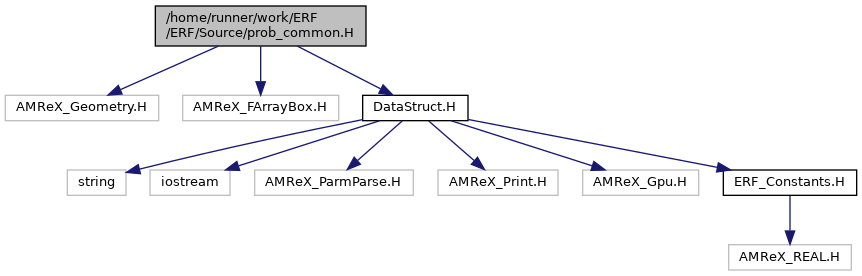 /home/runner/work/ERF
/ERF/Source/prob_common.H
AMReX_Geometry.H
AMReX_FArrayBox.H
DataStruct.H
string
iostream
AMReX_ParmParse.H
AMReX_Print.H
AMReX_Gpu.H
ERF_Constants.H
AMReX_REAL.H